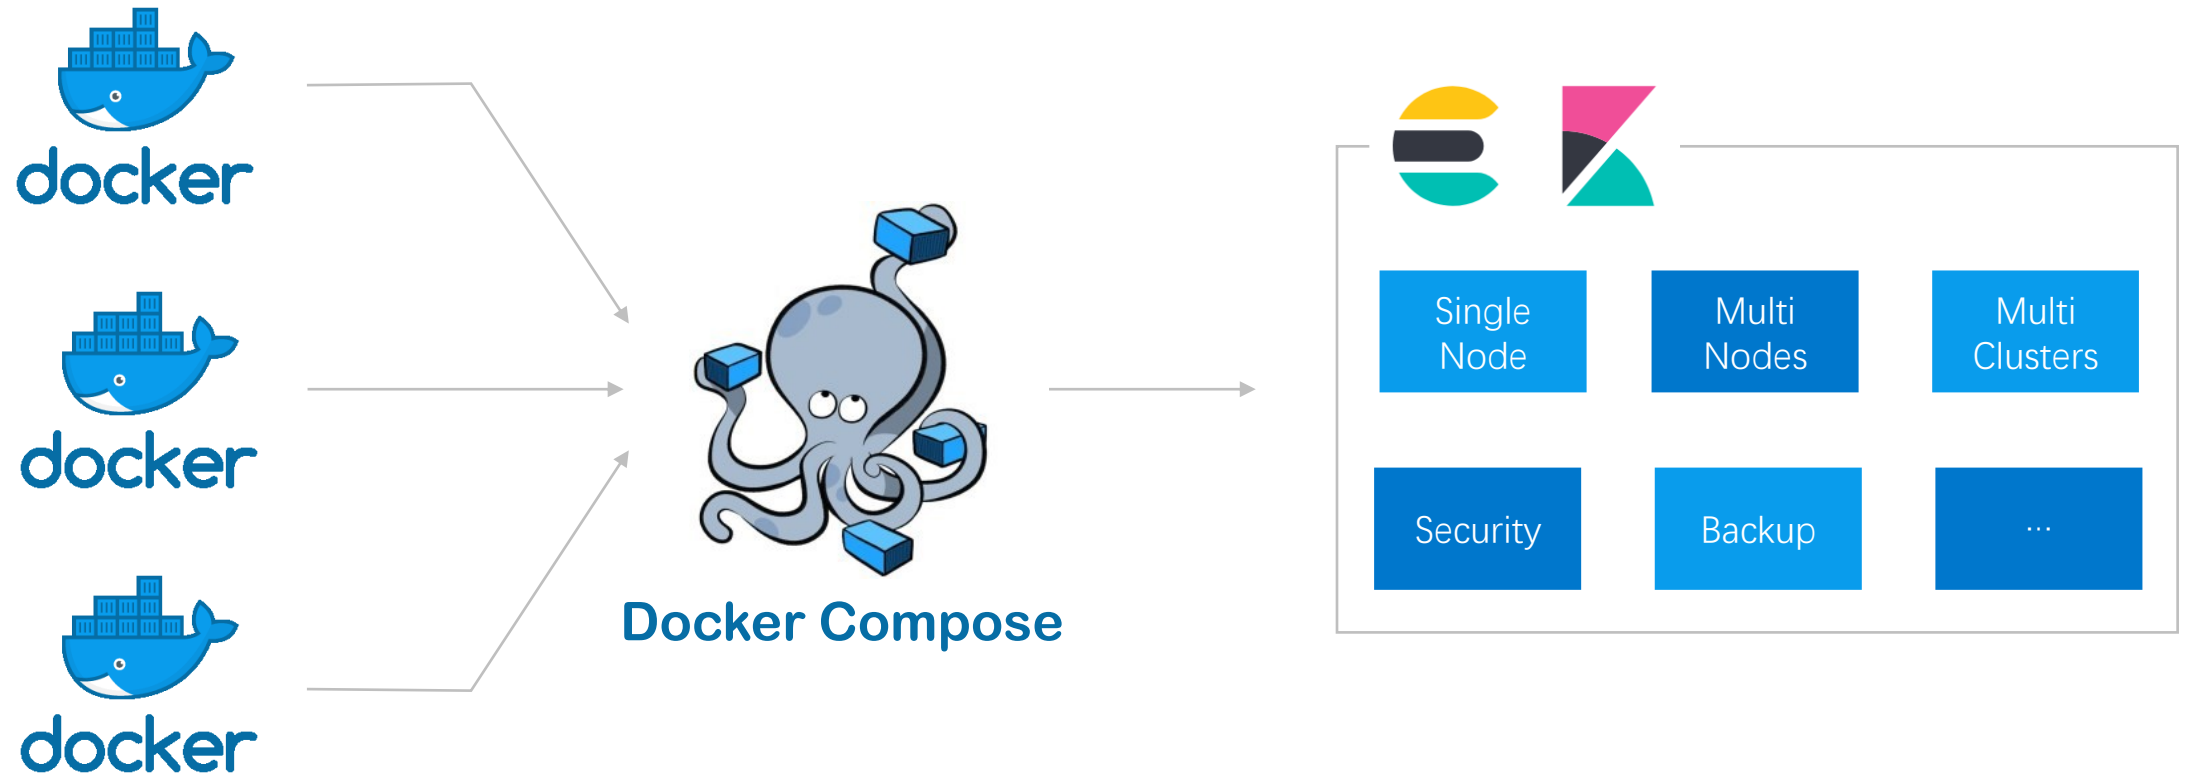 docker
docker
docker
Docker Compose
Single
Node
Multi
Nodes
Multi
Clusters
Security
Backup
...